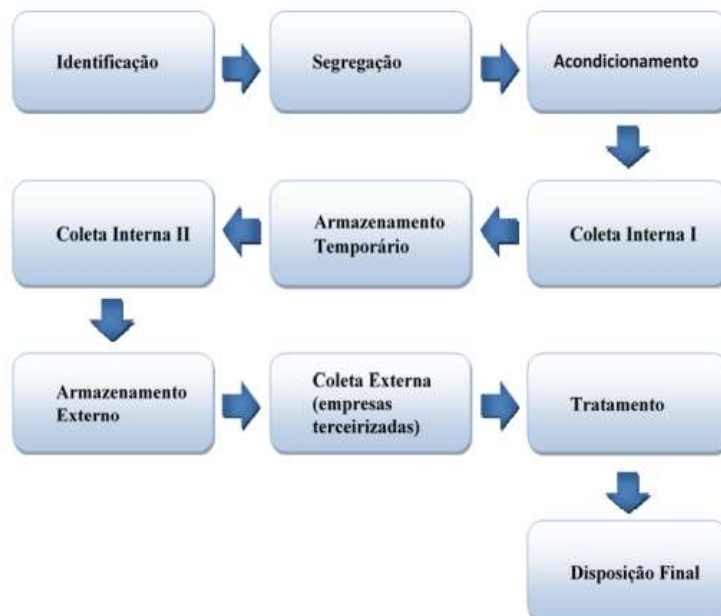 Identificação
Segregação
Acondicionamento
Coleta Interna I
Armazenamento
Temporário
Coleta Interna II
Armazenamento
Externo
Coleta Externa
(empresas
terceirizadas)
Tratamento
Disposição Final